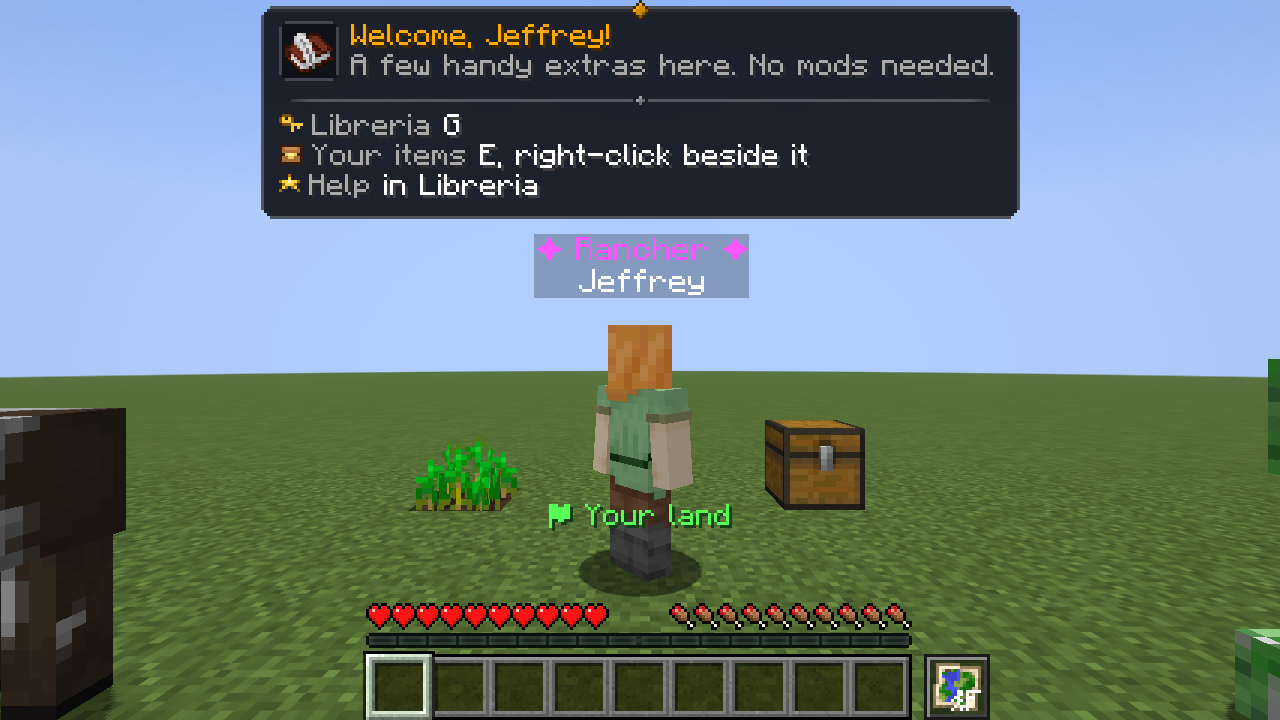 Welcome, Jeffrey!
A few handy extras here. No mods needed.
Libreria G
Your items E, right-click beside it
Help in Libreria
Rancher
Jeffrey
Your land